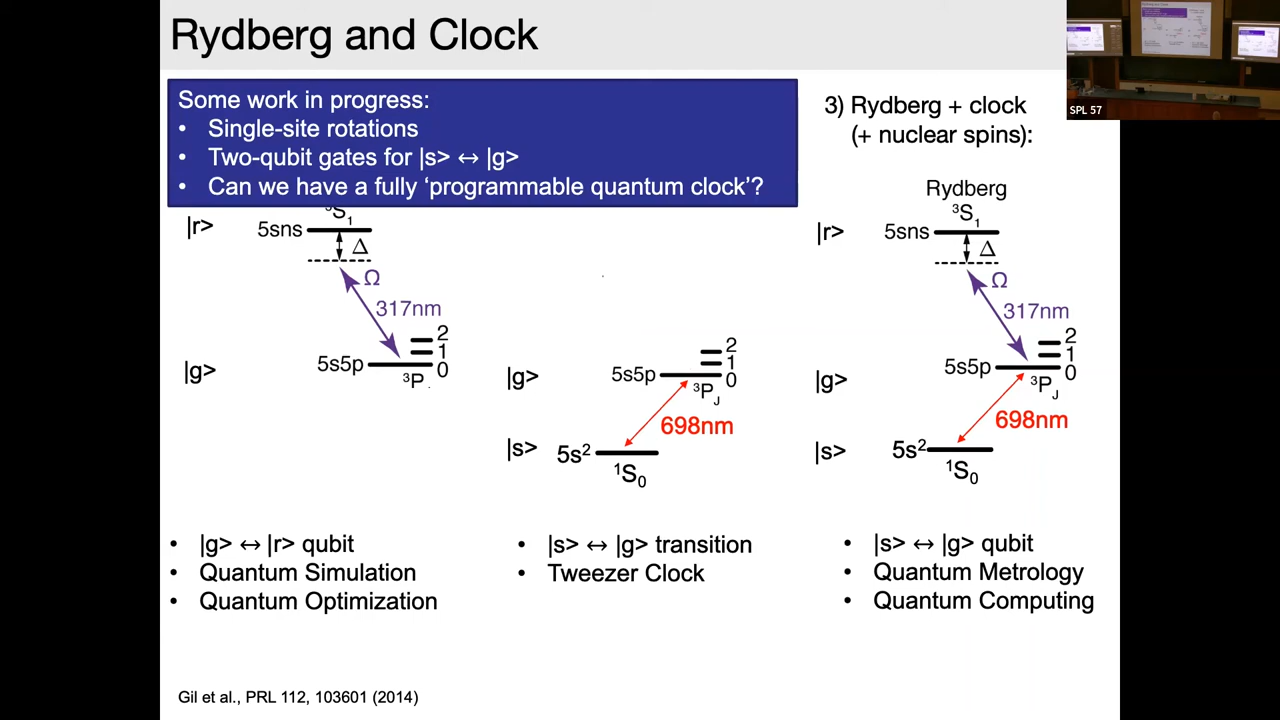 Rydberg and Clock
Some work in progress:
• Single-site rotations
• Two-qubit gates for |s> ↔ |g>
• Can we have a fully ‘programmable quantum clock’?
3) Rydberg + clock
(+ nuclear spins):
SPL 57
|r>
5sns
³S₁
Δ
Ω
317nm
|g>
5s5p
2
1
0
³P
• |g> ↔ |r> qubit
• Quantum Simulation
• Quantum Optimization
|g>
5s5p
2
1
0
³P_J
698nm
|s>
5s²
¹S₀
• |s> ↔ |g> transition
• Tweezer Clock
Rydberg
³S₁
|r>
5sns
Δ
Ω
317nm
|g>
5s5p
2
1
0
³P_J
698nm
|s>
5s²
¹S₀
• |s> ↔ |g> qubit
• Quantum Metrology
• Quantum Computing
Gil et al., PRL 112, 103601 (2014)